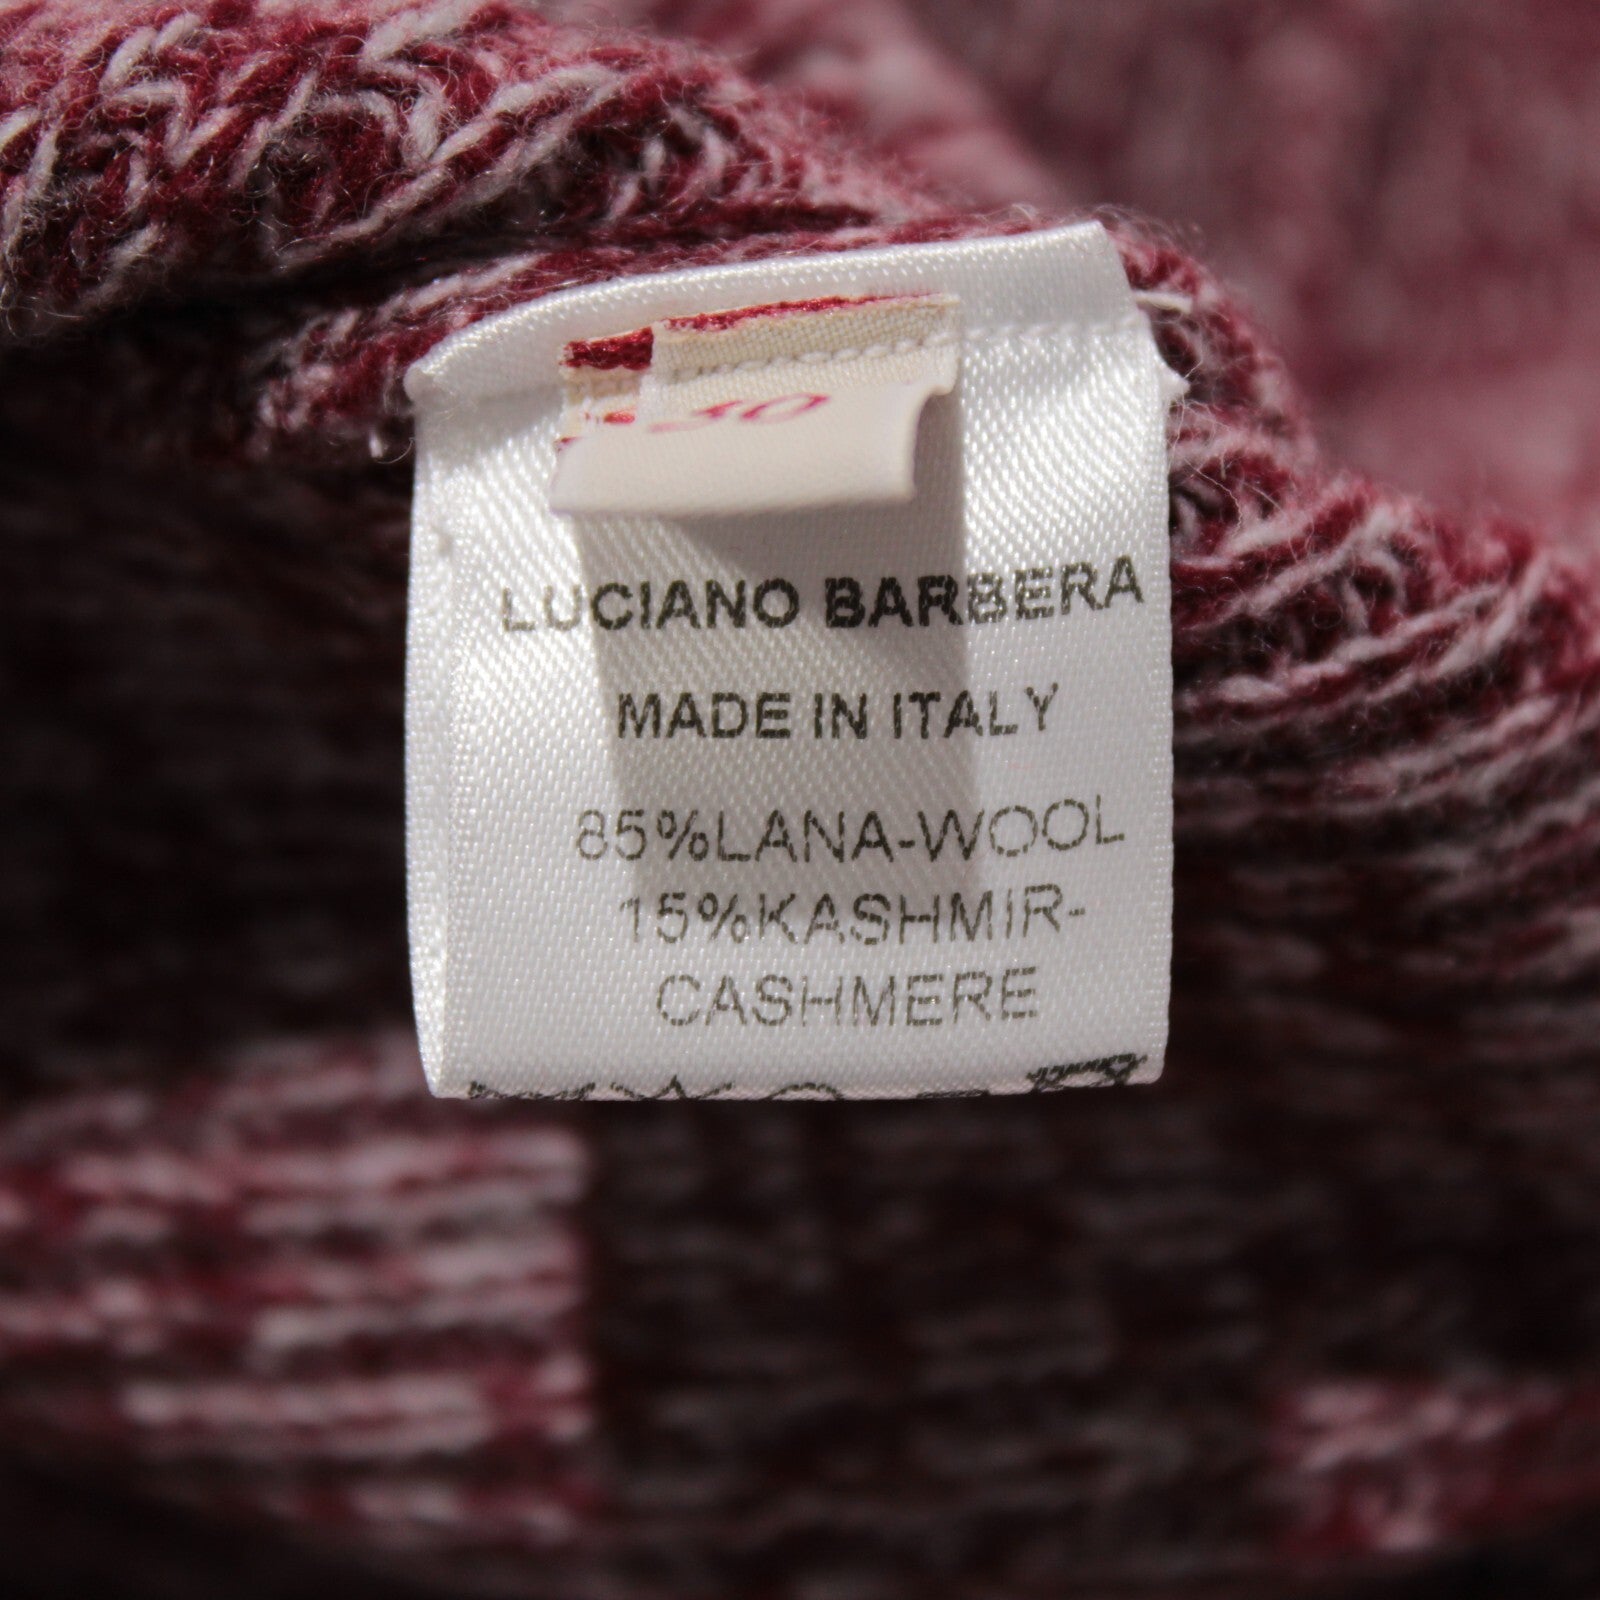 LUCIANO BARBERA
MADE IN ITALY
85%LANA-WOOL
15%KASHMIR-
CASHMERE